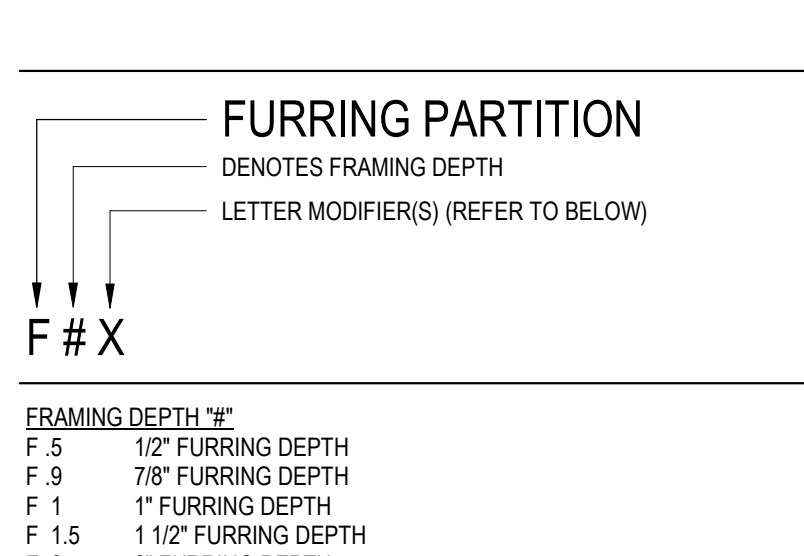 FURRING PARTITION
DENOTES FRAMING DEPTH
LETTER MODIFIER(S) (REFER TO BELOW)
F # X
FRAMING DEPTH "#"
F .5 1/2" FURRING DEPTH
F .9 7/8" FURRING DEPTH
F 1 1" FURRING DEPTH
F 1.5 1 1/2" FURRING DEPTH